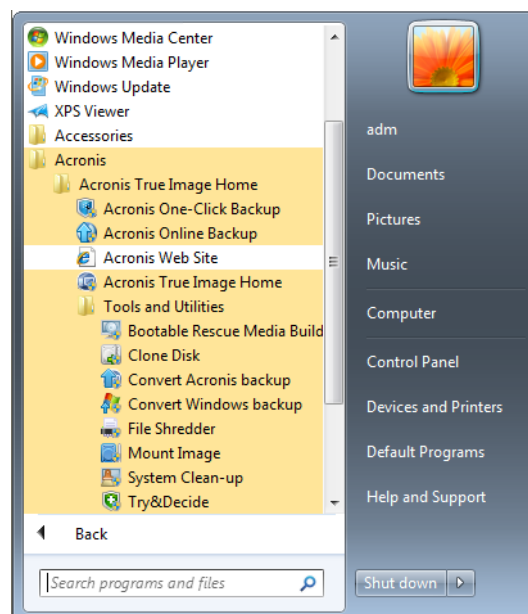 Windows Media Center
Windows Media Player
Windows Update
XPS Viewer
Accessories
Acronis
Acronis True Image Home
Acronis One-Click Backup
Acronis Online Backup
Acronis Web Site
Acronis True Image Home
Tools and Utilities
Bootable Rescue Media Build
Clone Disk
Convert Acronis backup
Convert Windows backup
File Shredder
Mount Image
System Clean-up
Try&Decide
Back
Search programs and files
adm
Documents
Pictures
Music
Computer
Control Panel
Devices and Printers
Default Programs
Help and Support
Shut down